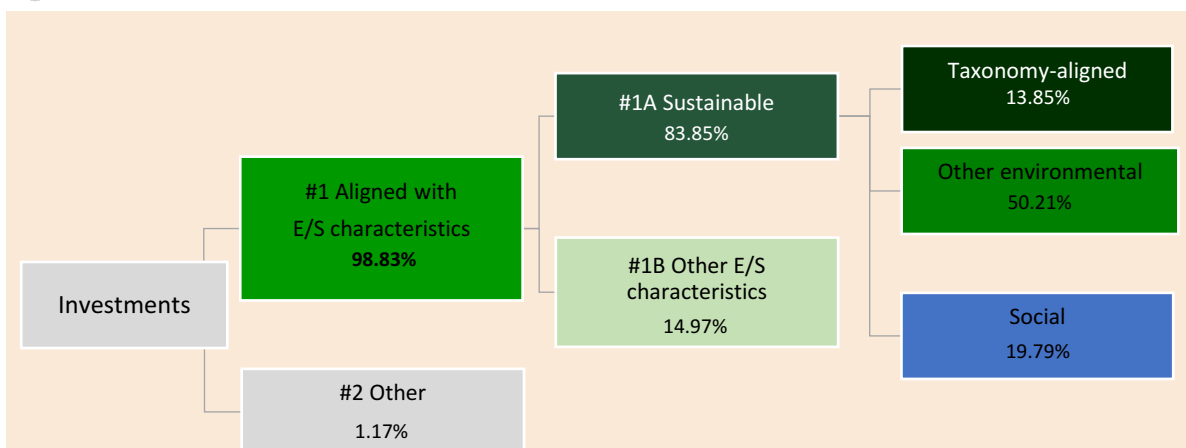 Investments
#1 Aligned with
E/S characteristics
98.83%
#2 Other
1.17%
#1A Sustainable
83.85%
#1B Other E/S
characteristics
14.97%
Taxonomy-aligned
13.85%
Other environmental
50.21%
Social
19.79%